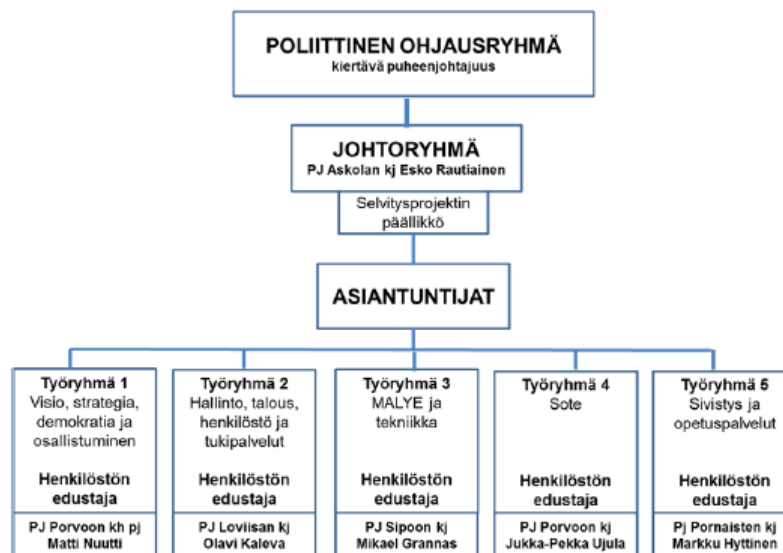 POLIITTINEN OHJAUSRYHMÄ
kiertävä puheenjohtajuus
JOHTORYHMÄ
PJ Askolan kj Esko Rautiainen
Selvitysprojektin
päällikkö
ASIANTUNTIJAT
Työryhmä 1
Visio, strategia,
demokratia ja
osallistuminen
Henkilöstön
edustaja
PJ Porvoon kh pj
Matti Nuutti
Työryhmä 2
Hallinto, talous,
henkilöstö ja
tukipalvelut
Henkilöstön
edustaja
PJ Loviisan kj
Olavi Kaleva
Työryhmä 3
MALYE ja
tekniikka
Henkilöstön
edustaja
PJ Sipoon kj
Mikael Grannas
Työryhmä 4
Sote
Henkilöstön
edustaja
PJ Porvoon kj
Jukka-Pekka Ujula
Työryhmä 5
Sivistys ja
opetuspalvelut
Henkilöstön
edustaja
Pj Pornaisten kj
Markku Hyttinen